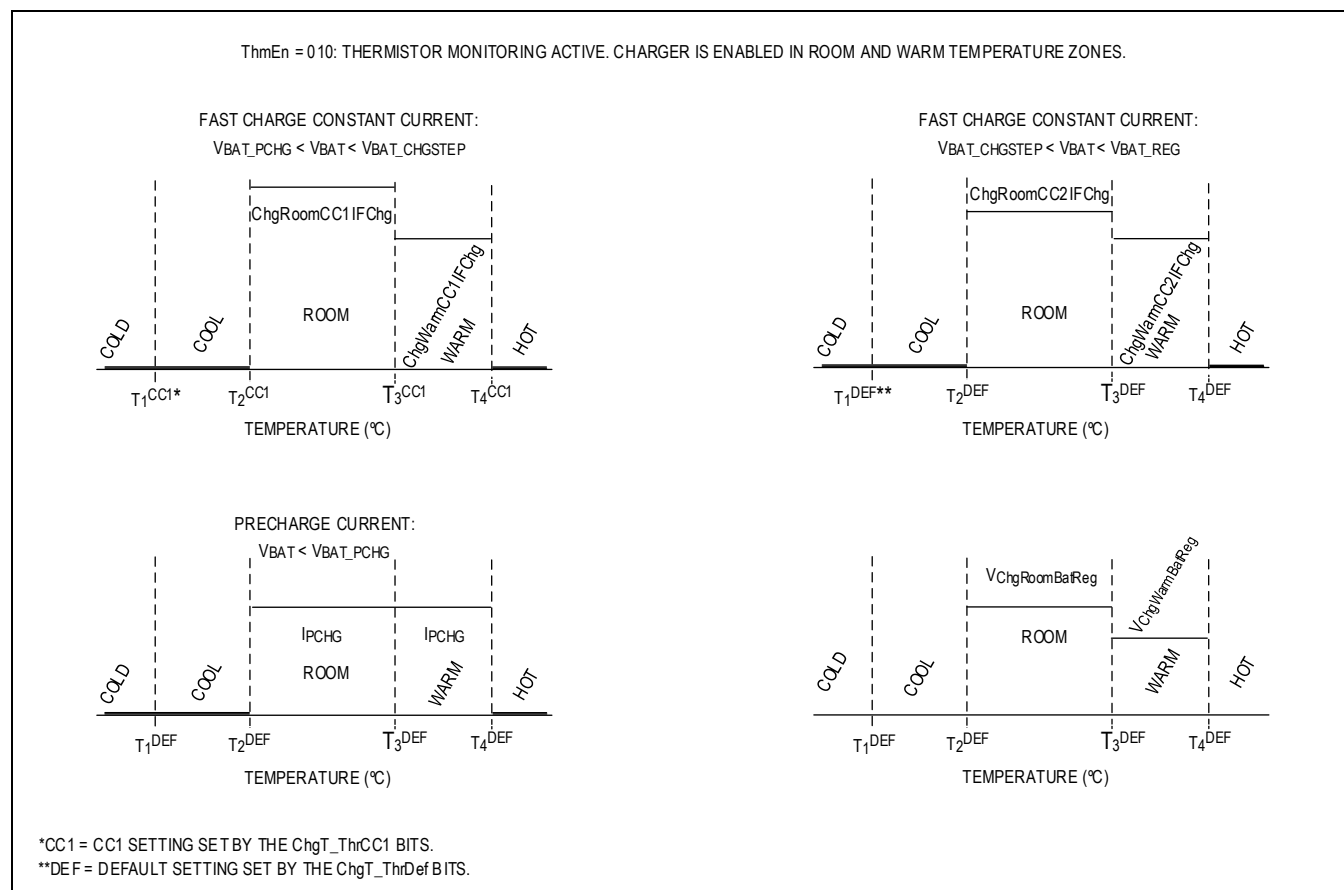 ThmEn = 010: THERMISTOR MONITORING ACTIVE. CHARGER IS ENABLED IN ROOM AND WARM TEMPERATURE ZONES.
FAST CHARGE CONSTANT CURRENT:
VBAT_PCHG < VBAT < VBAT_CHGSTEP
ChgRoomCC1IFChg
ChgWarmCC1IFChg
COLD
COOL
ROOM
WARM
HOT
T1CC1*
T2CC1
T3CC1
T4CC1
TEMPERATURE (ºC)
FAST CHARGE CONSTANT CURRENT:
VBAT_CHGSTEP < VBAT < VBAT_REG
ChgRoomCC2IFChg
ChgWarmCC2IFChg
COLD
COOL
ROOM
WARM
HOT
T1DEF**
T2DEF
T3DEF
T4DEF
TEMPERATURE (ºC)
PRECHARGE CURRENT:
VBAT < VBAT_PCHG
IPCHG
IPCHG
COLD
COOL
ROOM
WARM
HOT
T1DEF
T2DEF
T3DEF
T4DEF
TEMPERATURE (ºC)
VChgRoomBatReg
VChgWarmBatReg
COLD
COOL
ROOM
WARM
HOT
T1DEF
T2DEF
T3DEF
T4DEF
TEMPERATURE (ºC)
*CC1 = CC1 SETTING SET BY THE ChgT_ThrCC1 BITS.
**DEF = DEFAULT SETTING SET BY THE ChgT_ThrDef BITS.